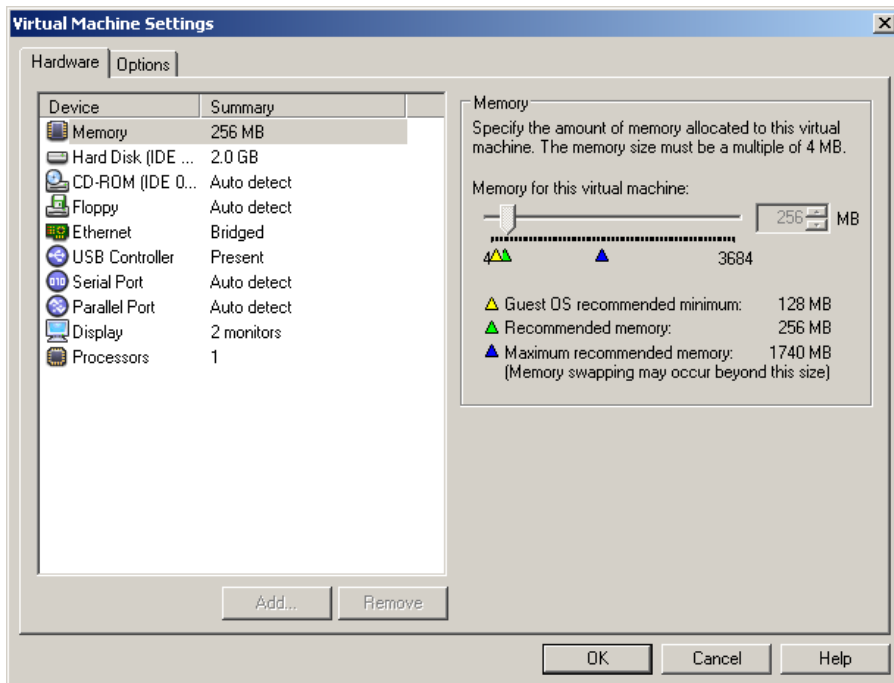 Virtual Machine Settings
Hardware
Options
Device Summary
Memory 256 MB
Hard Disk (IDE ... 2.0 GB
CD-ROM (IDE 0... Auto detect
Floppy Auto detect
Ethernet Bridged
USB Controller Present
Serial Port Auto detect
Parallel Port Auto detect
Display 2 monitors
Processors 1
Add...
Remove
Memory
Specify the amount of memory allocated to this virtual
machine. The memory size must be a multiple of 4 MB.
Memory for this virtual machine:
256 MB
4 3684
Guest OS recommended minimum: 128 MB
Recommended memory: 256 MB
Maximum recommended memory: 1740 MB
(Memory swapping may occur beyond this size)
OK
Cancel
Help